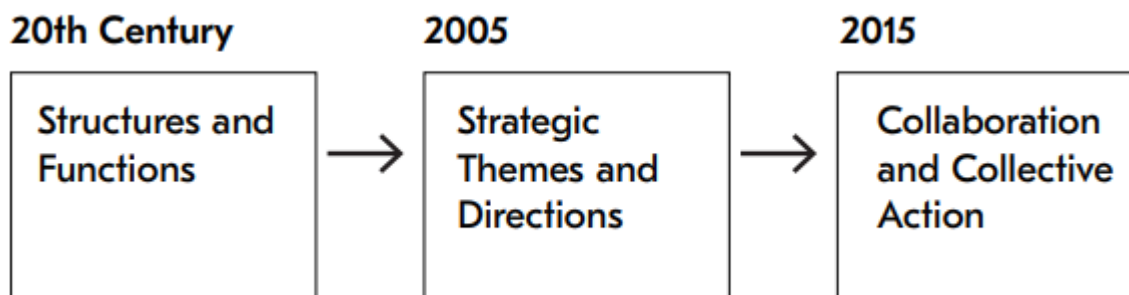 20th Century
Structures and
Functions
2005
Strategic
Themes and
Directions
2015
Collaboration
and Collective
Action